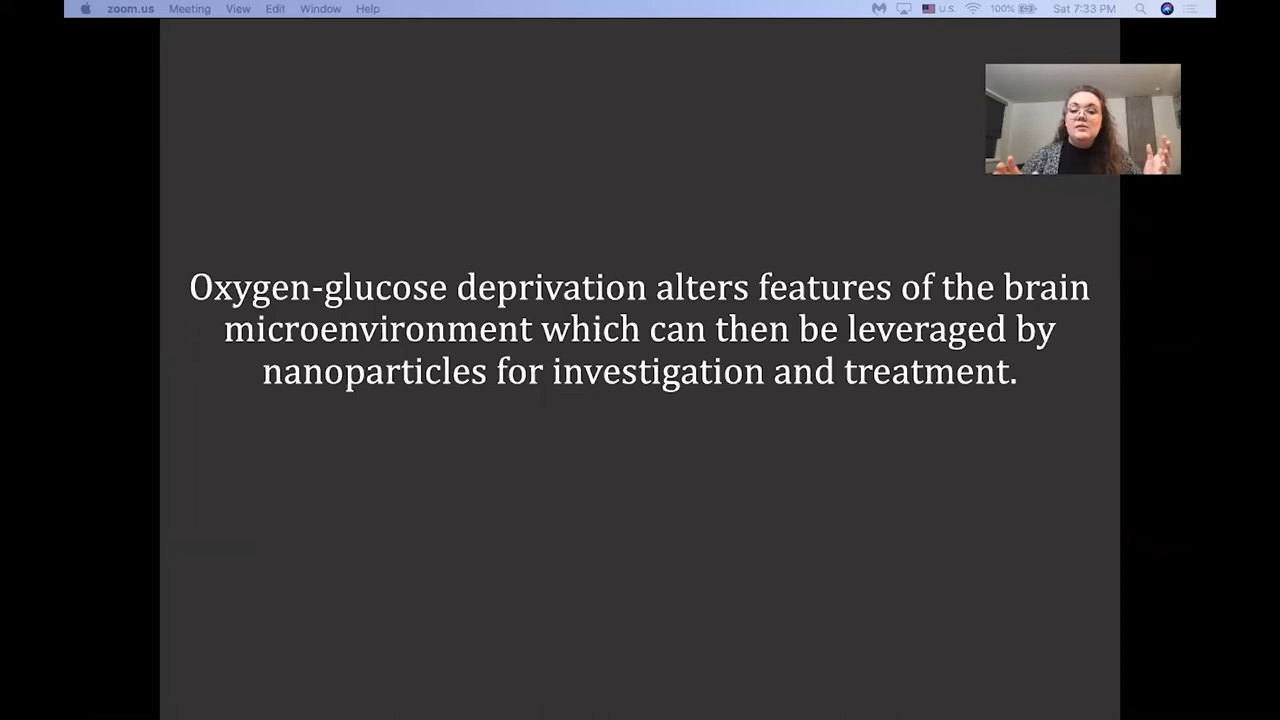 zoom.us Meeting View Edit Window Help U.S. 100% Sat 7:33 PM
Oxygen-glucose deprivation alters features of the brain
microenvironment which can then be leveraged by
nanoparticles for investigation and treatment.